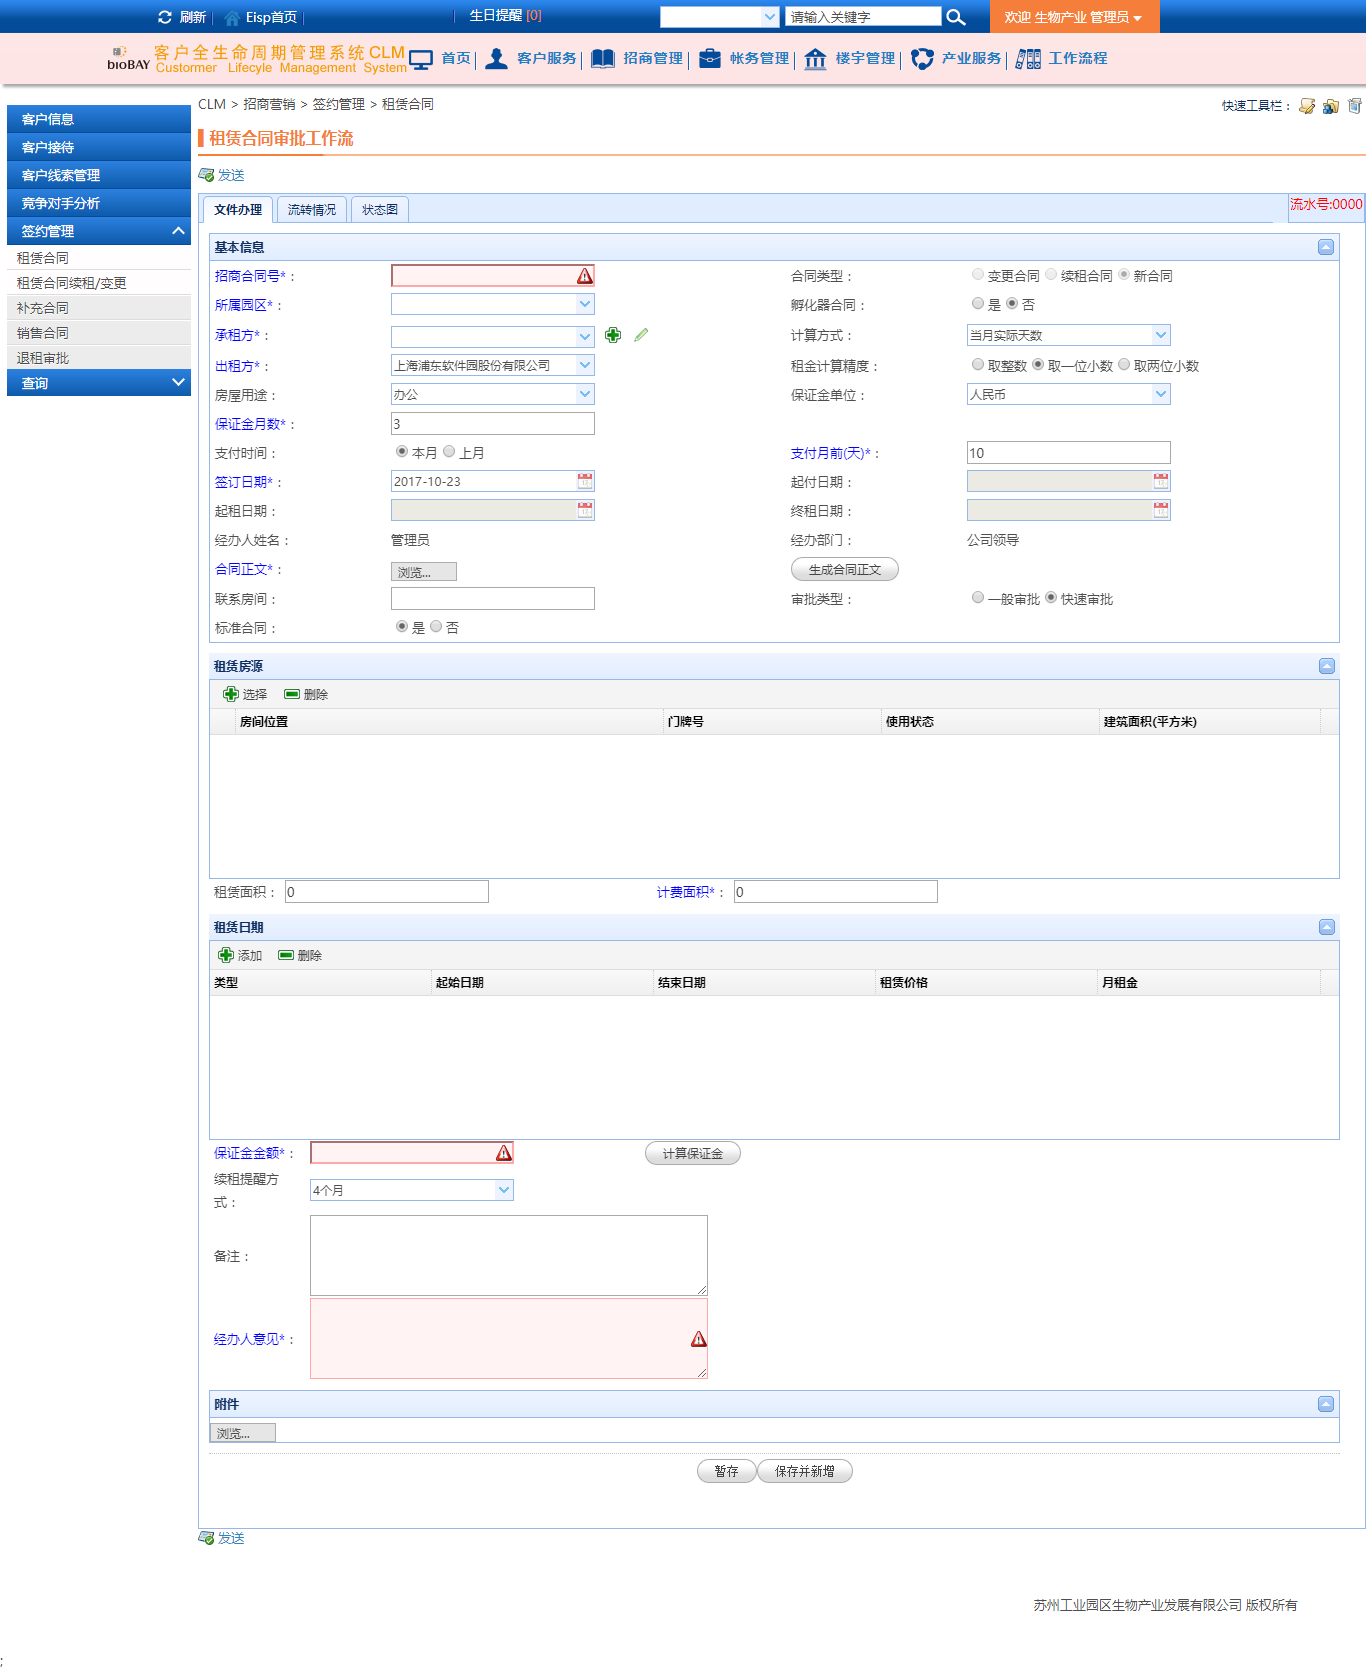 刷新 Eisp首页 生日提醒 [0] 请输入关键字 欢迎 生物产业 管理员
bioBAY 客户全生命周期管理系统 CLM
Custormer Lifecyle Management System
首页 客户服务 招商管理 帐务管理 楼宇管理 产业服务 工作流程
CLM > 招商营销 > 签约管理 > 租赁合同 快速工具栏：
客户信息
客户接待
客户线索管理
竞争对手分析
签约管理
租赁合同
租赁合同续租/变更
补充合同
销售合同
退租审批
查询
租赁合同审批工作流
发送
文件办理 流转情况 状态图 流水号:0000
基本信息
招商合同号*： 合同类型： 变更合同 续租合同 新合同
所属园区*： 孵化器合同： 是 否
承租方*： 计算方式： 当月实际天数
出租方*： 上海浦东软件园股份有限公司 租金计算精度： 取整数 取一位小数 取两位小数
房屋用途： 办公 保证金单位： 人民币
保证金月数*： 3
支付时间： 本月 上月 支付月前(天)*： 10
签订日期*： 2017-10-23 起付日期：
起租日期： 终租日期：
经办人姓名： 管理员 经办部门： 公司领导
合同正文*： 浏览... 生成合同正文
联系房间： 审批类型： 一般审批 快速审批
标准合同： 是 否
租赁房源
选择 删除
房间位置 门牌号 使用状态 建筑面积(平方米)
租赁面积： 0 计费面积*： 0
租赁日期
添加 删除
类型 起始日期 结束日期 租赁价格 月租金
保证金金额*： 计算保证金
续租提醒方
式： 4个月
备注：
经办人意见*：
附件
浏览...
暂存 保存并新增
发送
苏州工业园区生物产业发展有限公司 版权所有
;